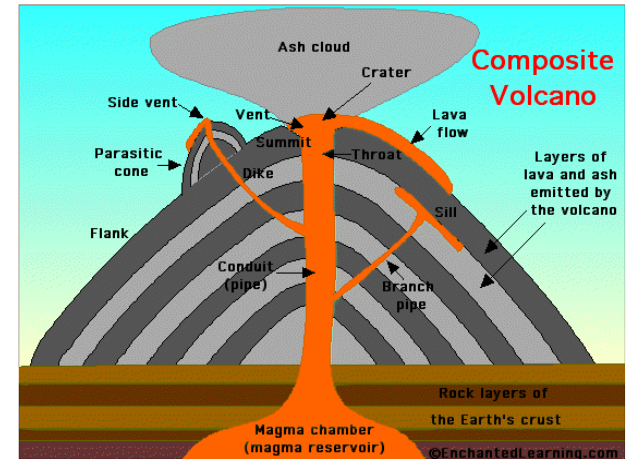 Ash cloud
Composite
Volcano
Crater
Side vent
Vent
Lava
flow
Summit
Throat
Parasitic
cone
Dike
Layers of
lava and ash
emitted by
the volcano
Sill
Flank
Conduit
(pipe)
Branch
pipe
Rock layers of
the Earth's crust
Magma chamber
(magma reservoir)
©EnchantedLearning.com